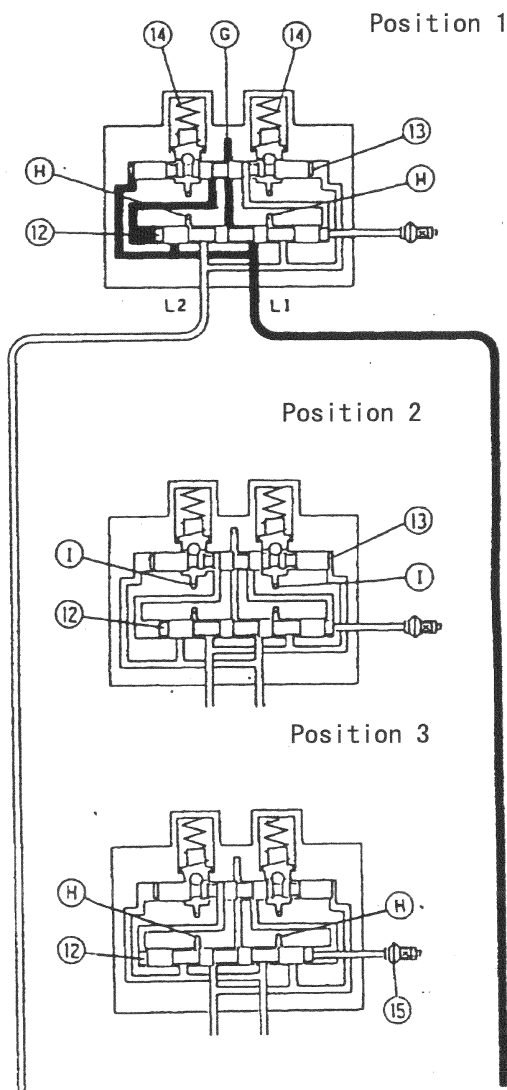 Position 1
14 G 14
13
H H
12
L2 L1
Position 2
13
I I
12
Position 3
H H
12
15